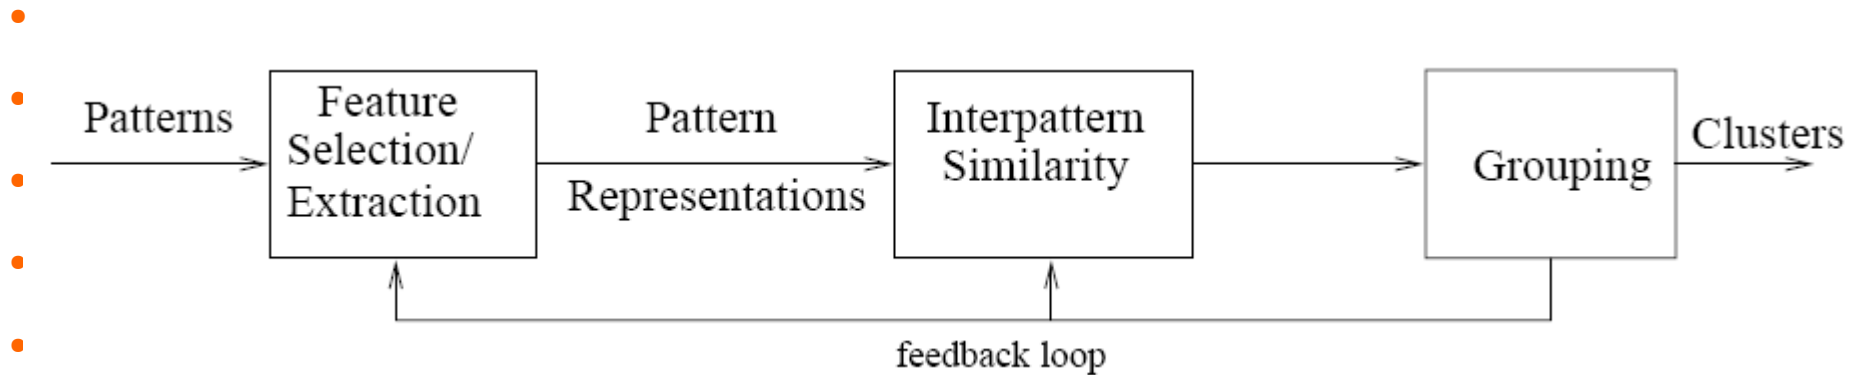 Patterns
Feature
Selection/
Extraction
Pattern
Representations
Interpattern
Similarity
Grouping
Clusters
feedback loop